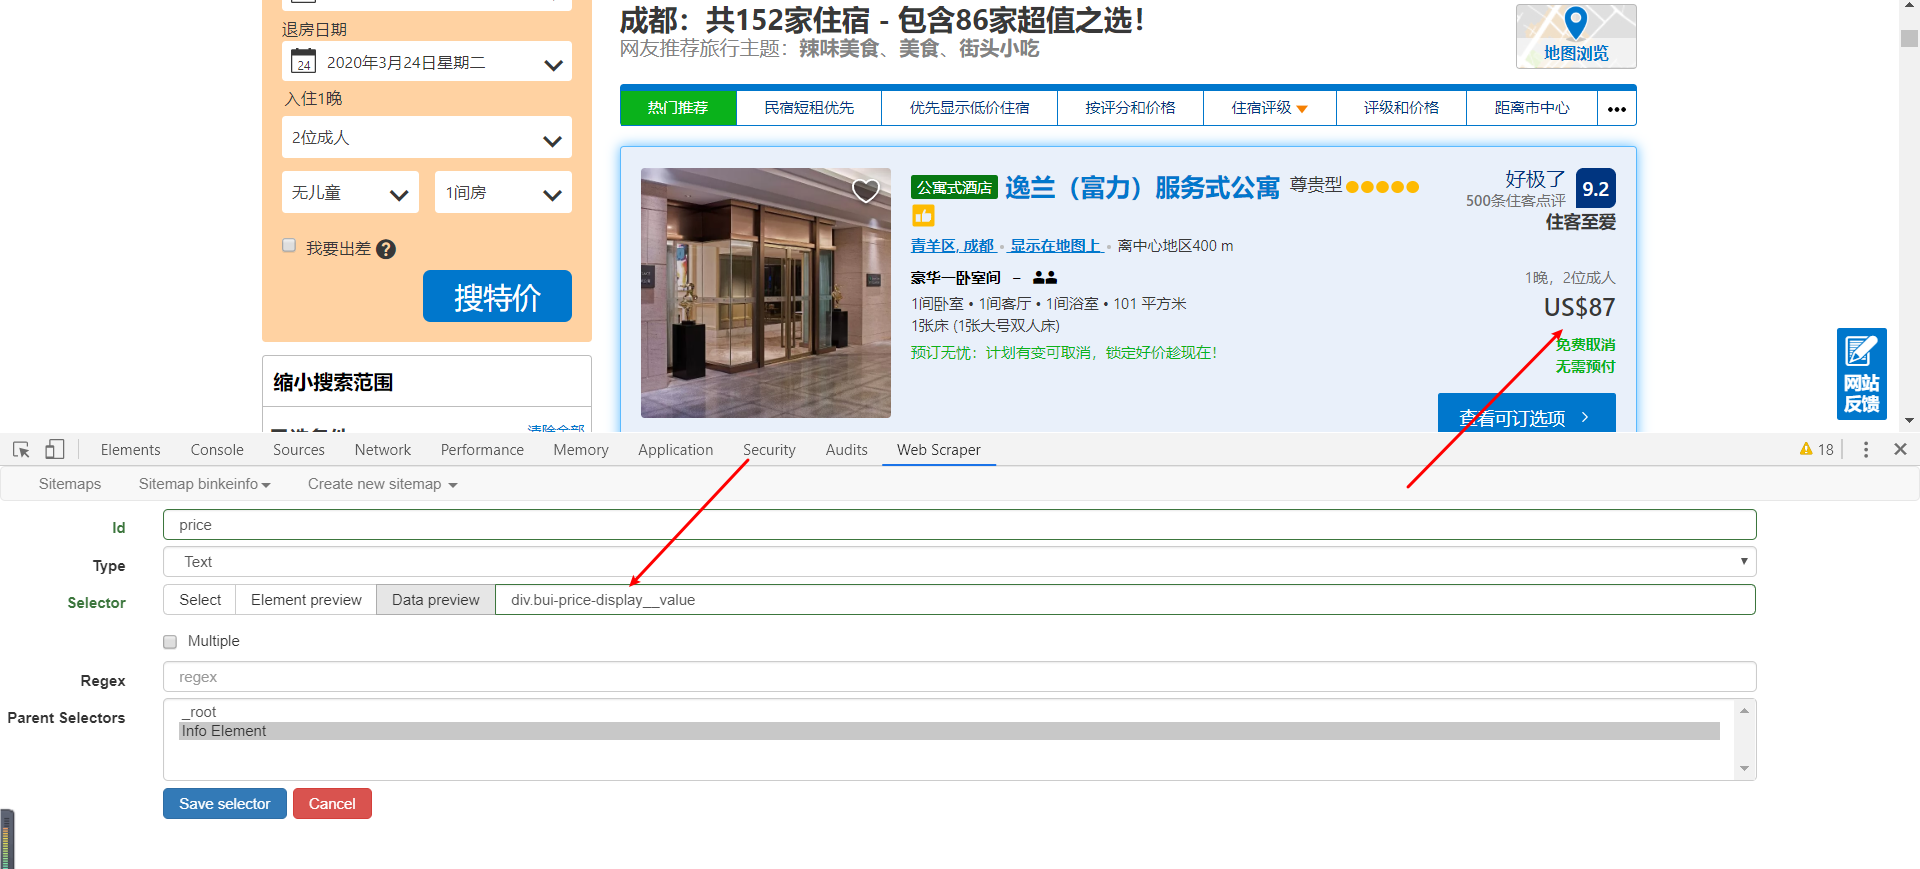 退房日期
24 2020年3月24日星期二
入住1晚
2位成人
无儿童 1间房
我要出差 ?
搜特价
缩小搜索范围
成都：共152家住宿 - 包含86家超值之选！
网友推荐旅行主题：辣味美食、美食、街头小吃
地图浏览
热门推荐 民宿短租优先 优先显示低价住宿 按评分和价格 住宿评级 评级和价格 距离市中心 •••
公寓式酒店 逸兰（富力）服务式公寓 尊贵型
青羊区, 成都 • 显示在地图上 • 离中心地区400 m
豪华一卧室间 –
1间卧室 • 1间客厅 • 1间浴室 • 101 平方米
1张床 (1张大号双人床)
预订无忧：计划有变可取消，锁定好价趁现在！
好极了 9.2
500条住客点评
住客至爱
1晚，2位成人
US$87
免费取消
无需预付
查看可订选项
网站
反馈
Elements Console Sources Network Performance Memory Application Security Audits Web Scraper 18
Sitemaps Sitemap binkeinfo Create new sitemap
Id price
Type Text
Selector Select Element preview Data preview div.bui-price-display__value
Multiple
Regex regex
Parent Selectors _root
Info Element
Save selector Cancel